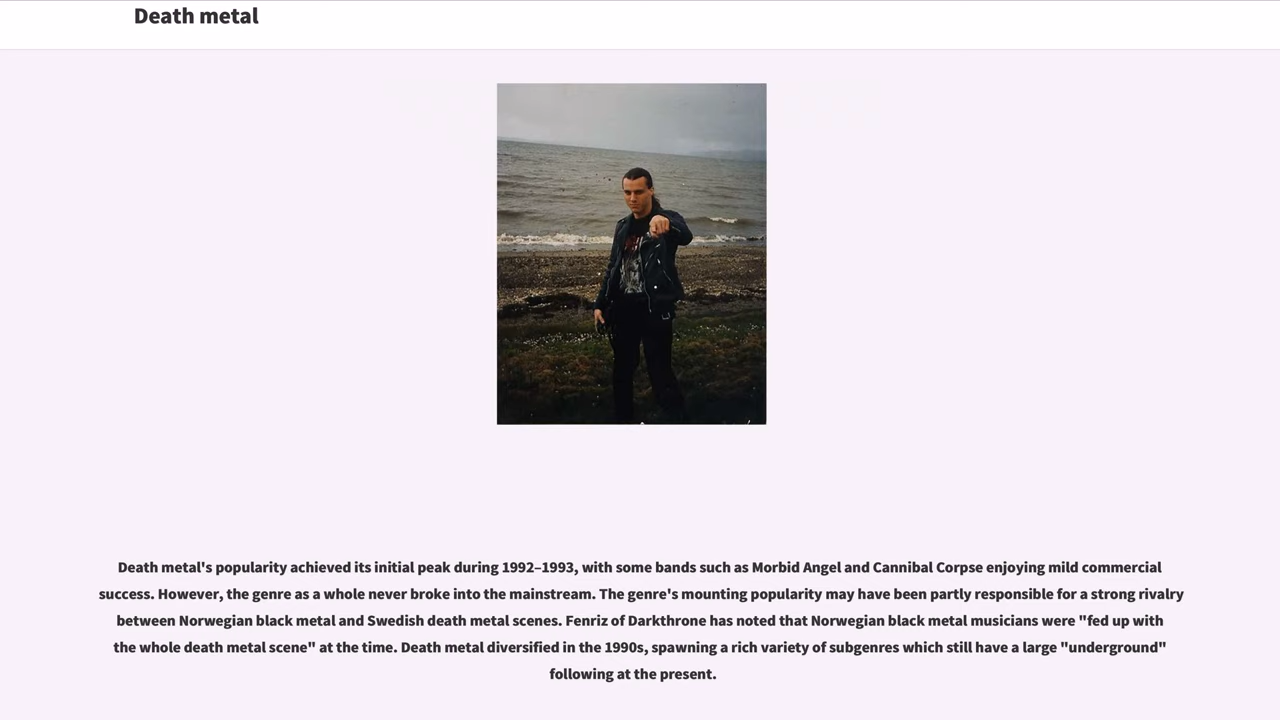 Death metal
Death metal's popularity achieved its initial peak during 1992–1993, with some bands such as Morbid Angel and Cannibal Corpse enjoying mild commercial
success. However, the genre as a whole never broke into the mainstream. The genre's mounting popularity may have been partly responsible for a strong rivalry
between Norwegian black metal and Swedish death metal scenes. Fenriz of Darkthrone has noted that Norwegian black metal musicians were "fed up with
the whole death metal scene" at the time. Death metal diversified in the 1990s, spawning a rich variety of subgenres which still have a large "underground"
following at the present.